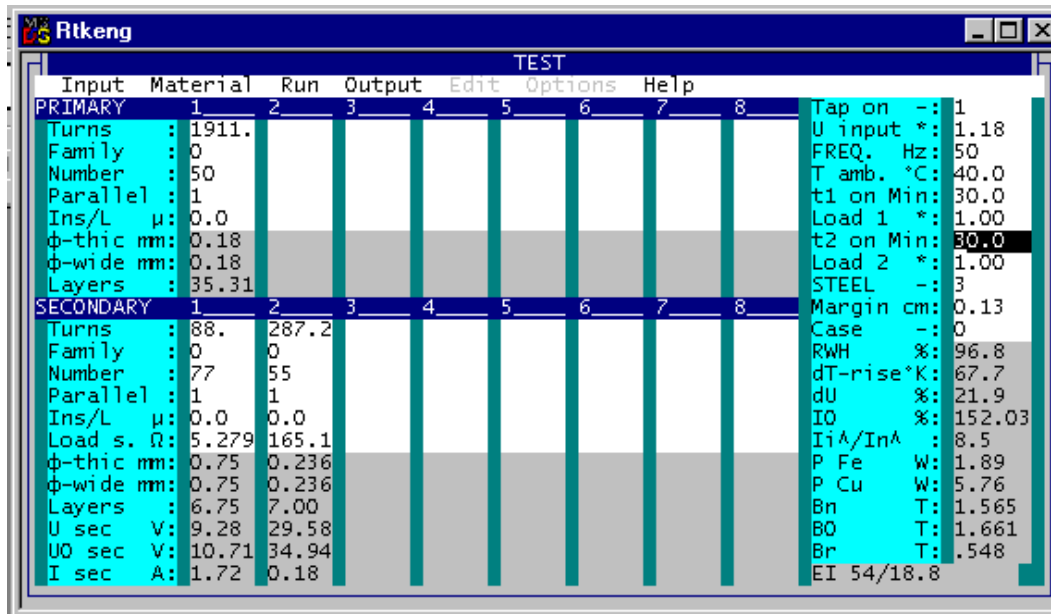 Rtkeng
TEST
Input Material Run Output Edit Options Help
PRIMARY 1 2 3 4 5 6 7 8 Tap on -: 1
Turns : 1911. U input *: 1.18
Family : 0 FREQ. Hz: 50
Number : 50 T amb. °C: 40.0
Parallel : 1 t1 on Min: 30.0
Ins/L µ: 0.0 Load 1 *: 1.00
ф-thic mm: 0.18 t2 on Min: 30.0
ф-wide mm: 0.18 Load 2 *: 1.00
Layers : 35.31 STEEL -: 3
SECONDARY 1 2 3 4 5 6 7 8 Margin cm: 0.13
Turns : 88. 287.2 Case -: 0
Family : 0 0 RWH %: 96.8
Number : 77 55 dT-rise°K: 67.7
Parallel : 1 1 dU %: 21.9
Ins/L µ: 0.0 0.0 IO %: 152.03
Load s. Ω: 5.279 165.1 Ii^/In^ : 8.5
ф-thic mm: 0.75 0.236 P Fe W: 1.89
ф-wide mm: 0.75 0.236 P Cu W: 5.76
Layers : 6.75 7.00 Bn T: 1.565
U sec V: 9.28 29.58 BO T: 1.661
UO sec V: 10.71 34.94 Br T: .548
I sec A: 1.72 0.18 EI 54/18.8